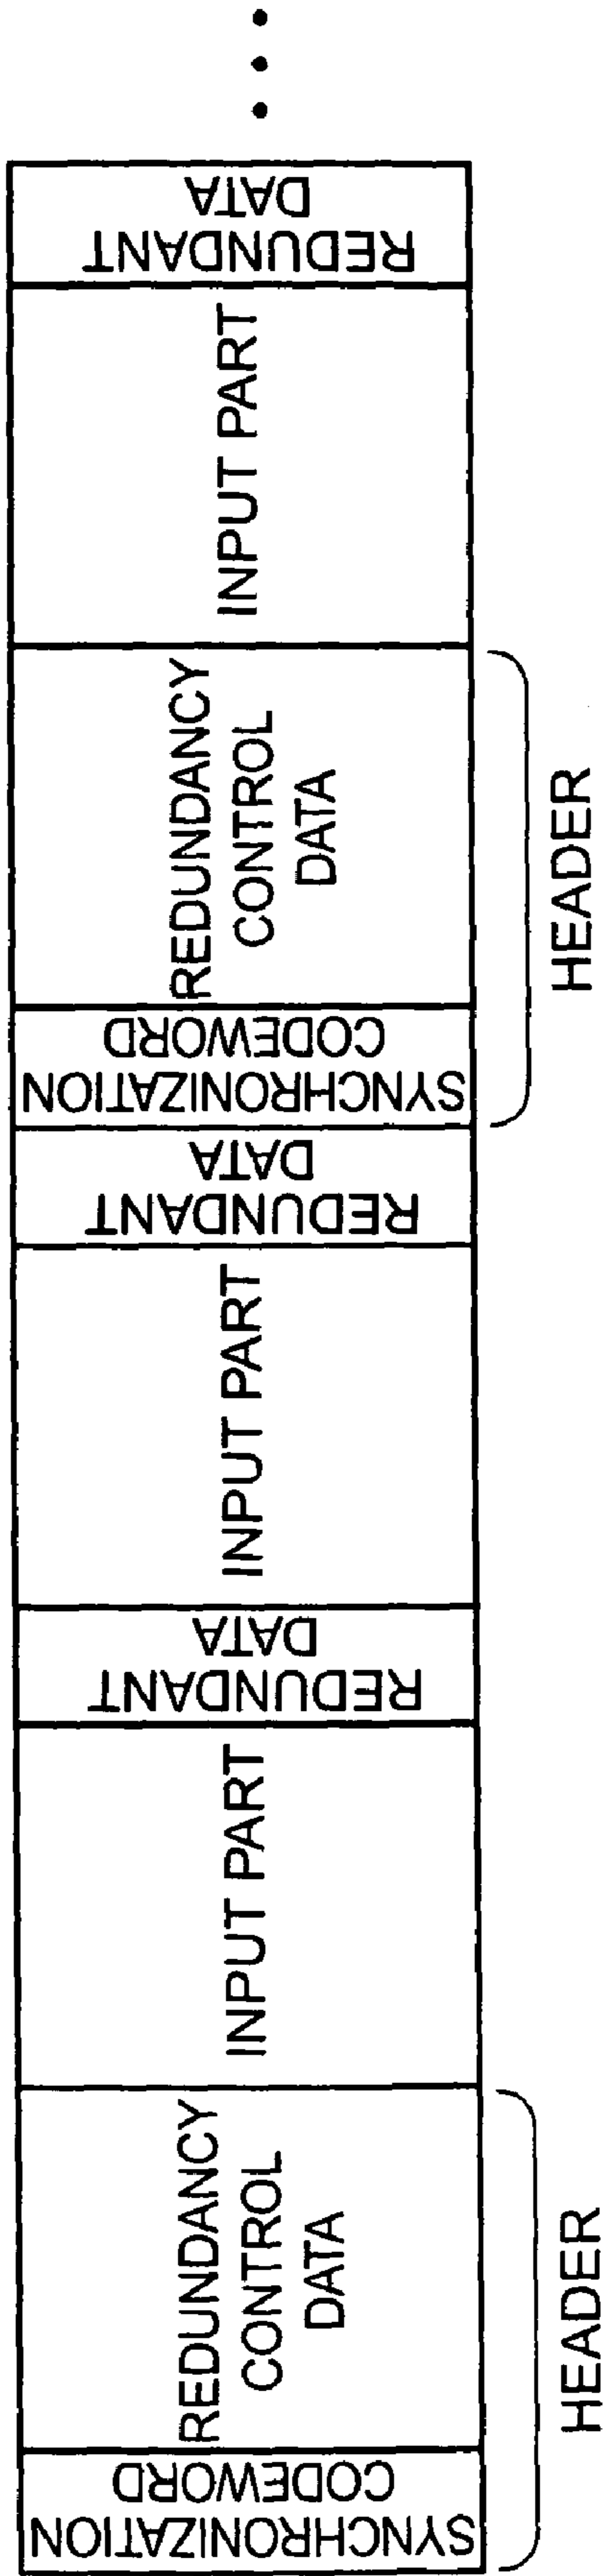 SYNCHRONIZATION
CODEWORD
REDUNDANCY
CONTROL
DATA
INPUT PART
REDUNDANT
DATA
INPUT PART
REDUNDANT
DATA
SYNCHRONIZATION
CODEWORD
REDUNDANCY
CONTROL
DATA
INPUT PART
REDUNDANT
DATA
• • •
HEADER
HEADER